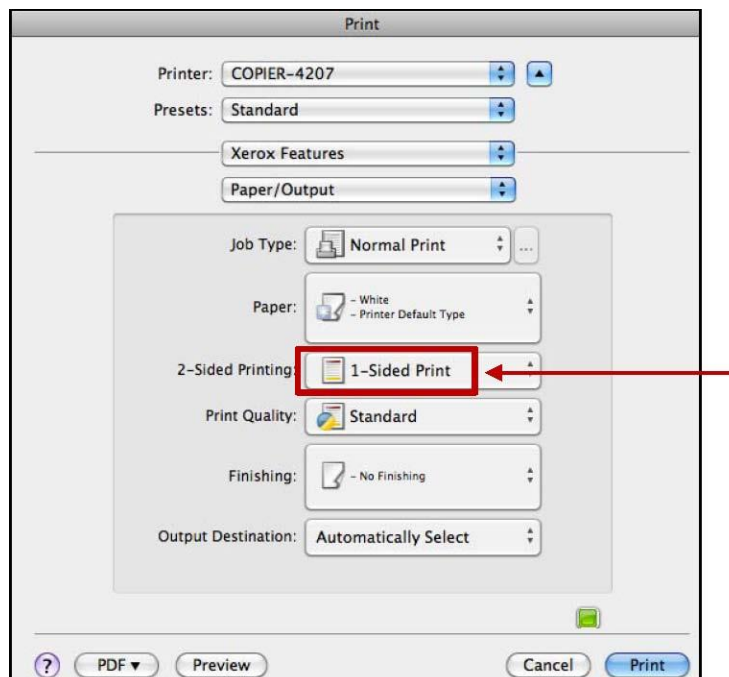 Print
Printer: COPIER-4207
Presets: Standard
Xerox Features
Paper/Output
Job Type: Normal Print ...
Paper: - White
- Printer Default Type
2-Sided Printing: 1-Sided Print
Print Quality: Standard
Finishing: - No Finishing
Output Destination: Automatically Select
? PDF ▾ Preview Cancel Print